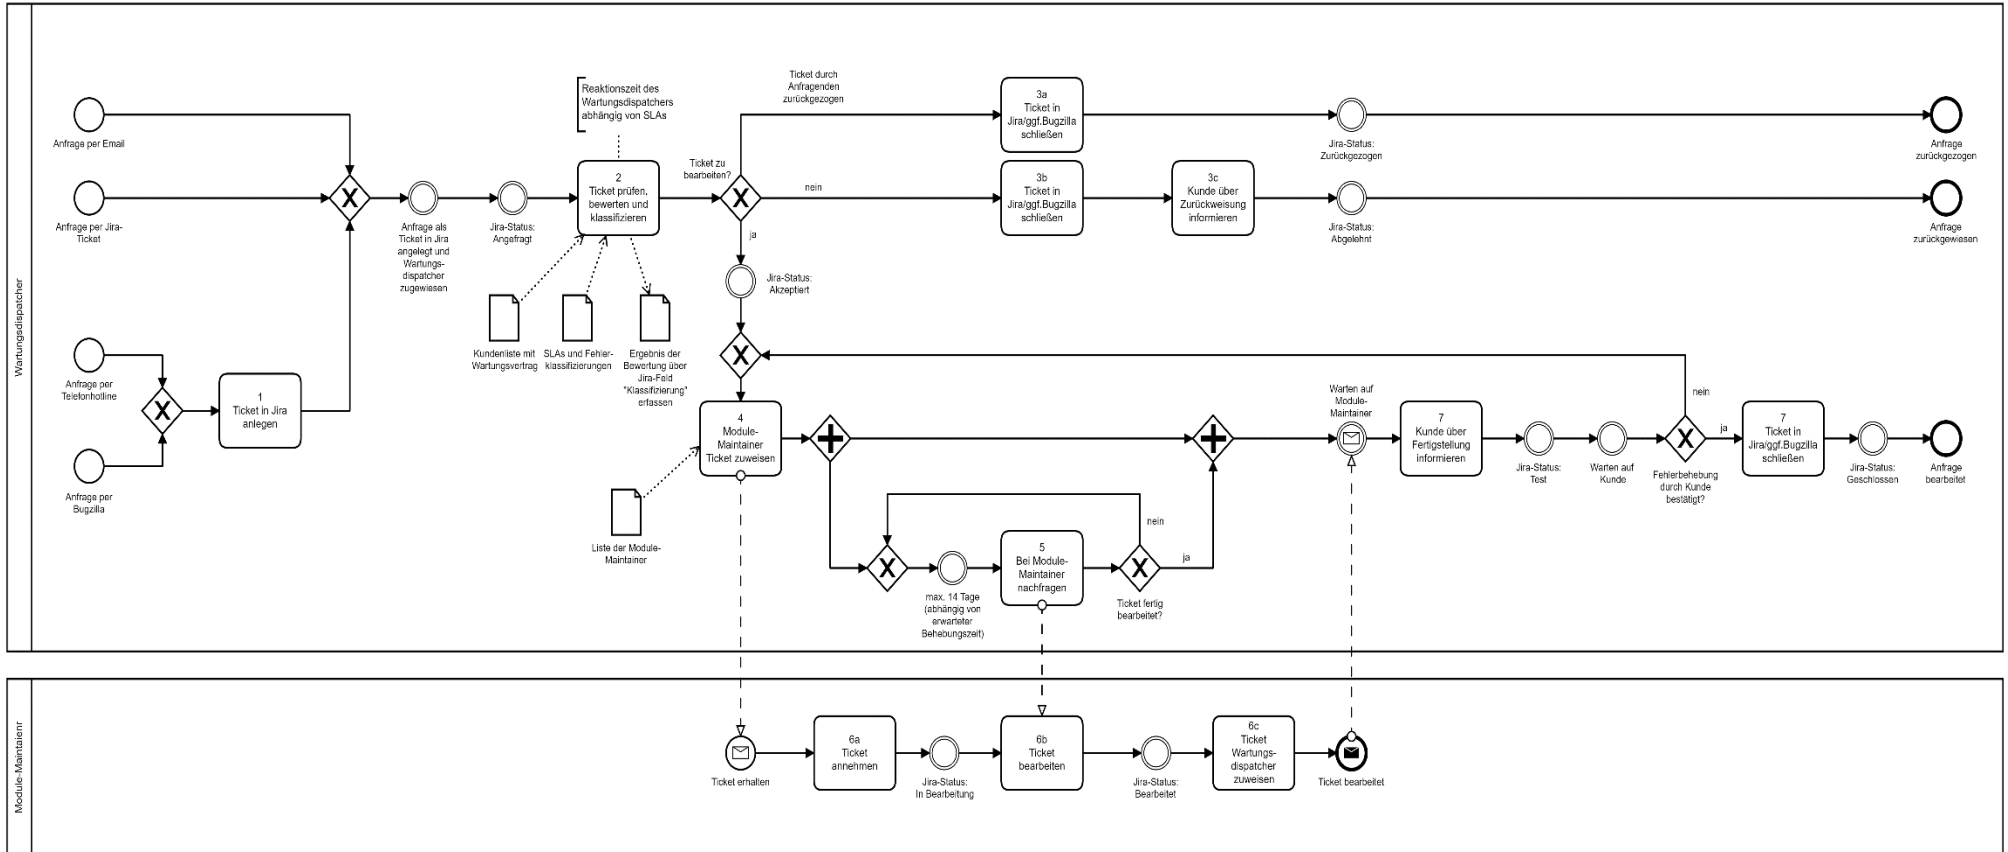 Wartungsdispatcher
Anfrage per Email
Anfrage per Jira-
Ticket
Anfrage per
Telefonhotline
Anfrage per
Bugzilla
1
Ticket in Jira
anlegen
Anfrage als
Ticket in Jira
angelegt und
Wartungs-
dispatcher
zugewiesen
Jira-Status:
Angefragt
Reaktionszeit des
Wartungsdispatchers
abhängig von SLAs
2
Ticket prüfen,
bewerten und
klassifizieren
Kundenliste mit
Wartungsvertrag
SLAs und Fehler-
klassifizierungen
Ergebnis der
Bewertung über
Jira-Feld
"Klassifizierung"
erfassen
Ticket zu
bearbeiten?
Ticket durch
Anfragenden
zurückgezogen
nein
ja
3a
Ticket in
Jira/ggf.Bugzilla
schließen
Jira-Status:
Zurückgezogen
Anfrage
zurückgezogen
3b
Ticket in
Jira/ggf.Bugzilla
schließen
3c
Kunde über
Zurückweisung
informieren
Jira-Status:
Abgelehnt
Anfrage
zurückgewiesen
Jira-Status:
Akzeptiert
4
Module-
Maintainer
Ticket zuweisen
Liste der Module-
Maintainer
max. 14 Tage
(abhängig von
erwarteter
Behebungszeit)
5
Bei Module-
Maintainer
nachfragen
Ticket fertig
bearbeitet?
nein
ja
Warten auf
Module-
Maintainer
7
Kunde über
Fertigstellung
informieren
Jira-Status:
Test
Warten auf
Kunde
Fehlerbehebung
durch Kunde
bestätigt?
nein
ja
7
Ticket in
Jira/ggf.Bugzilla
schließen
Jira-Status:
Geschlossen
Anfrage
bearbeitet
Module-Maintaienr
Ticket erhalten
6a
Ticket
annehmen
Jira-Status:
In Bearbeitung
6b
Ticket
bearbeiten
Jira-Status:
Bearbeitet
6c
Ticket
Wartungs-
dispatcher
zuweisen
Ticket bearbeitet